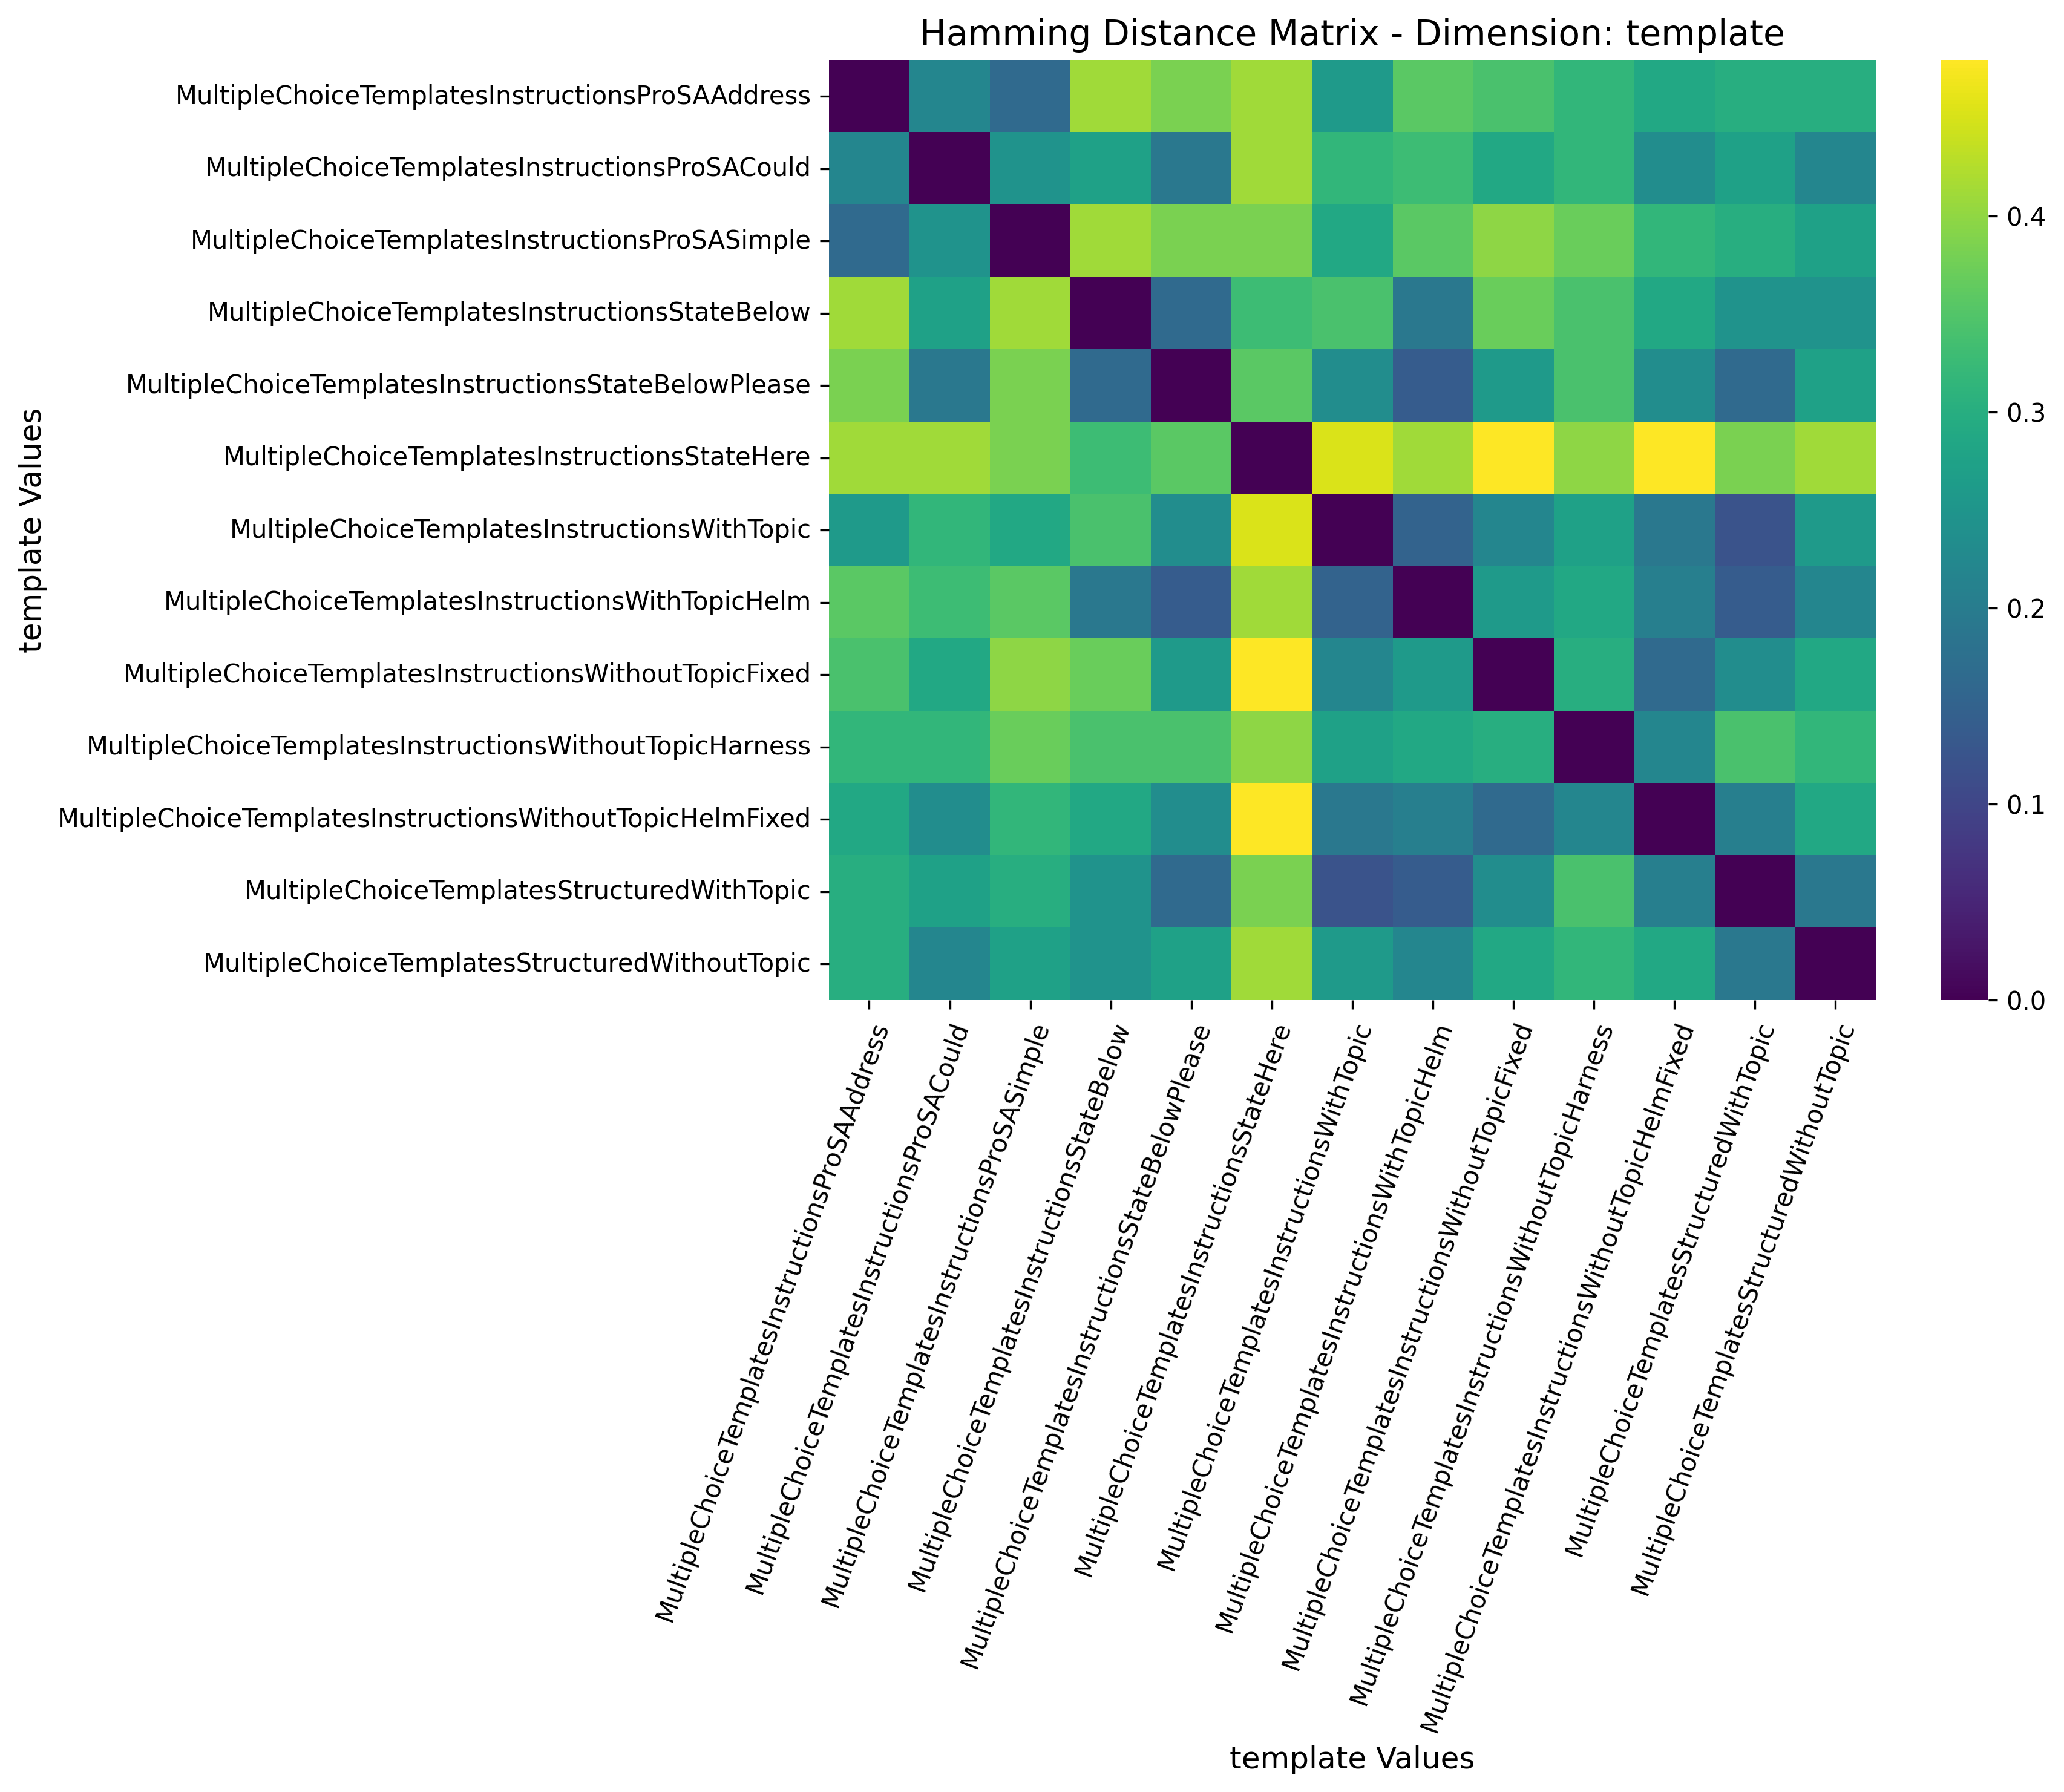 Hamming Distance Matrix - Dimension: template
MultipleChoiceTemplatesInstructionsProSAAddress
MultipleChoiceTemplatesInstructionsProSACould
MultipleChoiceTemplatesInstructionsProSASimple
MultipleChoiceTemplatesInstructionsStateBelow
MultipleChoiceTemplatesInstructionsStateBelowPlease
MultipleChoiceTemplatesInstructionsStateHere
MultipleChoiceTemplatesInstructionsWithTopic
MultipleChoiceTemplatesInstructionsWithTopicHelm
MultipleChoiceTemplatesInstructionsWithoutTopicFixed
MultipleChoiceTemplatesInstructionsWithoutTopicHarness
MultipleChoiceTemplatesInstructionsWithoutTopicHelmFixed
MultipleChoiceTemplatesStructuredWithTopic
MultipleChoiceTemplatesStructuredWithoutTopic
template Values
0.4
0.3
0.2
0.1
0.0
MultipleChoiceTemplatesInstructionsProSAAddress
MultipleChoiceTemplatesInstructionsProSACould
MultipleChoiceTemplatesInstructionsProSASimple
MultipleChoiceTemplatesInstructionsStateBelow
MultipleChoiceTemplatesInstructionsStateBelowPlease
MultipleChoiceTemplatesInstructionsStateHere
MultipleChoiceTemplatesInstructionsWithTopic
MultipleChoiceTemplatesInstructionsWithTopicHelm
MultipleChoiceTemplatesInstructionsWithoutTopicFixed
MultipleChoiceTemplatesInstructionsWithoutTopicHarness
MultipleChoiceTemplatesInstructionsWithoutTopicHelmFixed
MultipleChoiceTemplatesStructuredWithTopic
MultipleChoiceTemplatesStructuredWithoutTopic
template Values